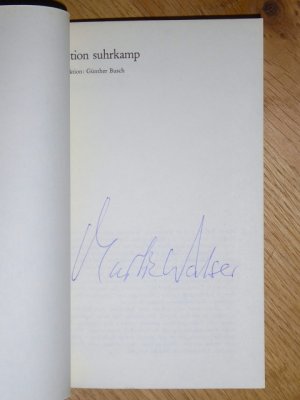 tion suhrkamp
ktion: Günther Busch
Martin Walser